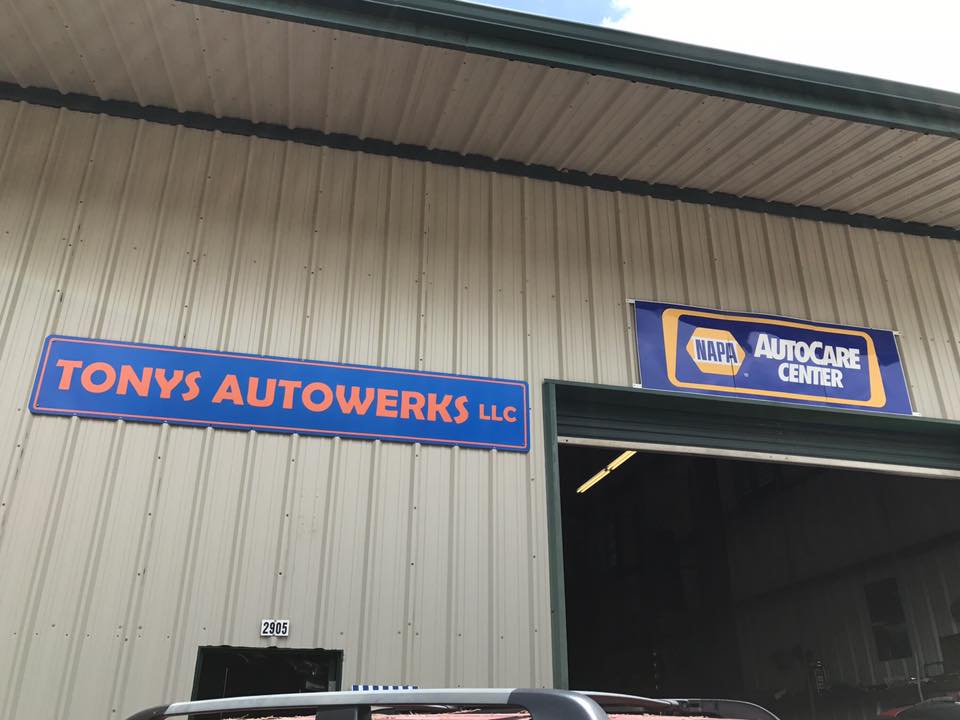 TONYS AUTOWERKS LLC
NAPA
AUTOCARE
CENTER
2905